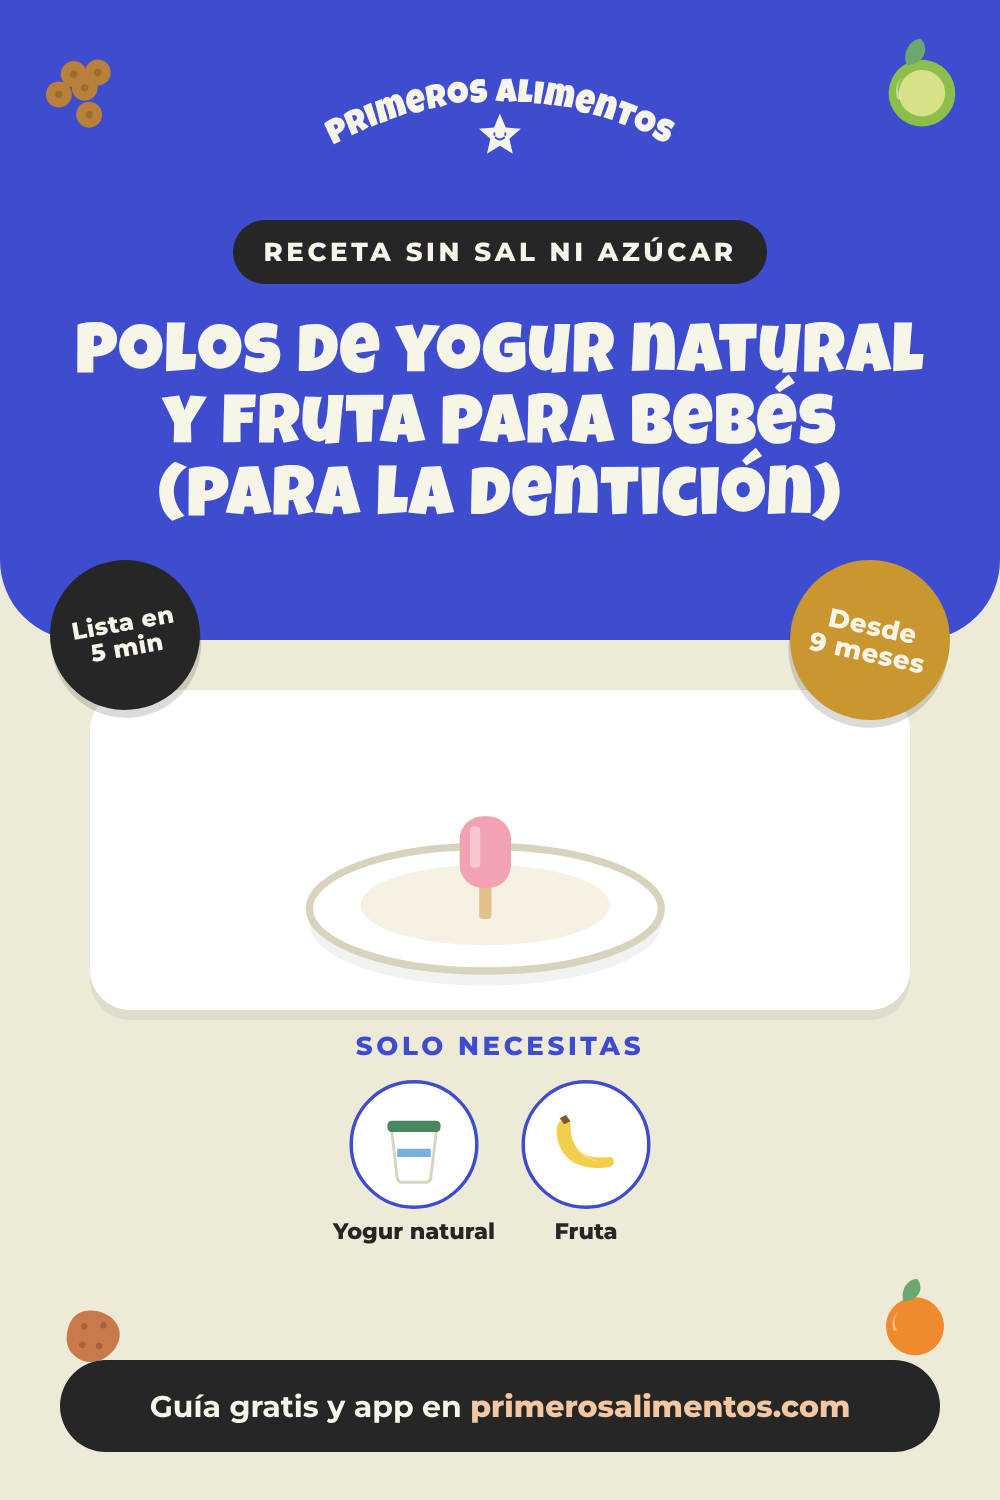 PRIMEROS ALIMENTOS
RECETA SIN SAL NI AZÚCAR
POLOS DE YOGUR NATURAL
Y FRUTA PARA BEBÉS
(PARA LA DENTICIÓN)
Lista en
5 min
Desde
9 meses
SOLO NECESITAS
Yogur natural
Fruta
Guía gratis y app en primerosalimentos.com